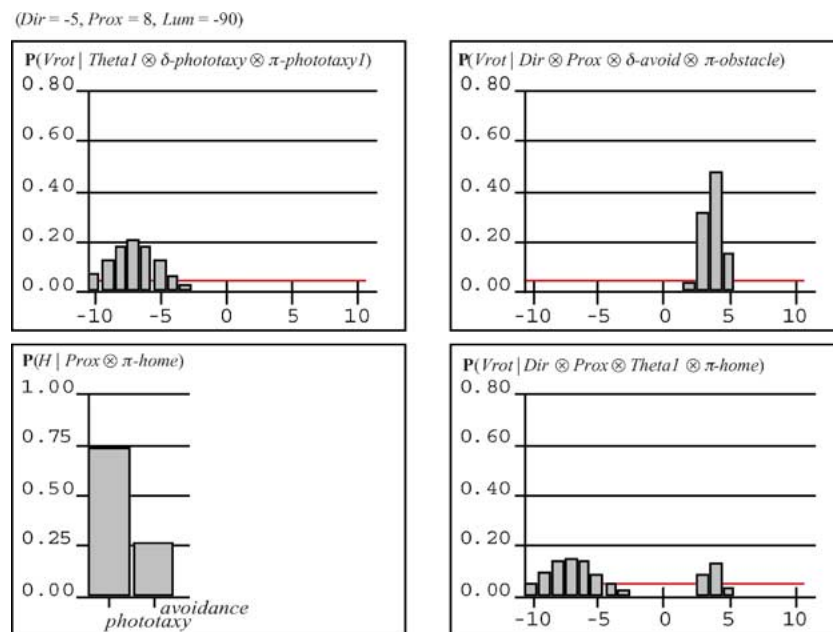 (Dir = -5, Prox = 8, Lum = -90)
P(Vrot | Theta1 ⊗ δ-phototaxy ⊗ π-phototaxy1)
0.80
0.60
0.40
0.20
0.00
-10 -5 0 5 10
P(Vrot | Dir ⊗ Prox ⊗ δ-avoid ⊗ π-obstacle)
0.80
0.60
0.40
0.20
0.00
-10 -5 0 5 10
P(H | Prox ⊗ π-home)
1.00
0.75
0.50
0.25
0.00
avoidance
phototaxy
P(Vrot | Dir ⊗ Prox ⊗ Theta1 ⊗ π-home)
0.80
0.60
0.40
0.20
0.00
-10 -5 0 5 10